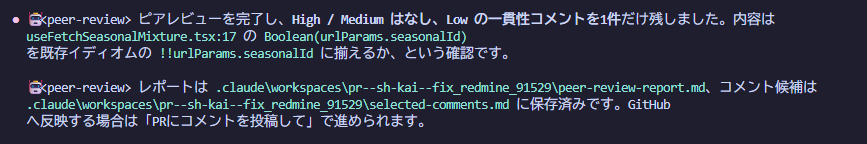 ● <peer-review> ピアレビューを完了し、High / Medium はなし、Low の一貫性コメントを1件だけ残しました。内容は
useFetchSeasonalMixture.tsx:17 の Boolean(urlParams.seasonalId)
を既存イディオムの !!urlParams.seasonalId に揃えるか、という確認です。
<peer-review> レポートは .claude\workspaces\pr--sh-kai--fix_redmine_91529\peer-review-report.md、コメント候補は
.claude\workspaces\pr--sh-kai--fix_redmine_91529\selected-comments.md に保存済みです。GitHub
へ反映する場合は「PRにコメントを投稿して」で進められます。